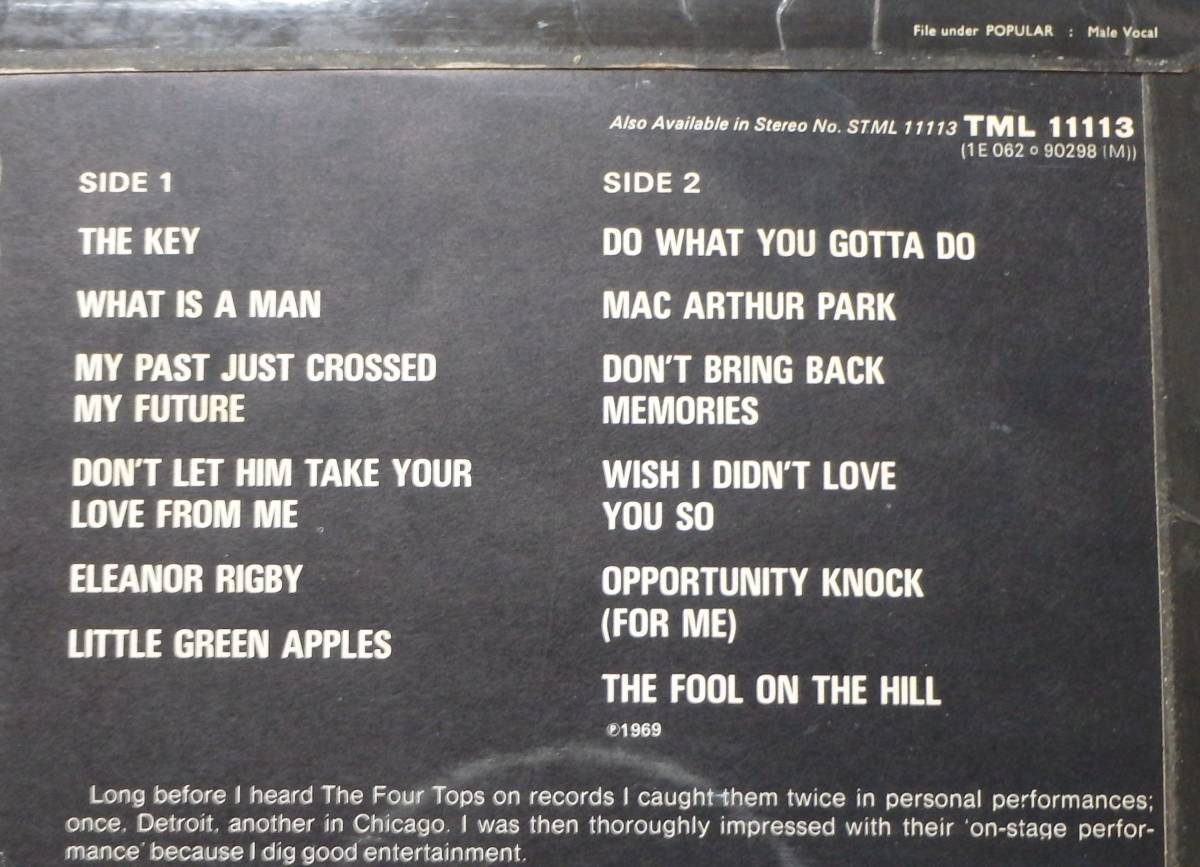 File under POPULAR : Male Vocal
Also Available in Stereo No. STML 11113 TML 11113
(1E 062 o 90298 (M))
SIDE 1
THE KEY
WHAT IS A MAN
MY PAST JUST CROSSED
MY FUTURE
DON'T LET HIM TAKE YOUR
LOVE FROM ME
ELEANOR RIGBY
LITTLE GREEN APPLES
SIDE 2
DO WHAT YOU GOTTA DO
MAC ARTHUR PARK
DON'T BRING BACK
MEMORIES
WISH I DIDN'T LOVE
YOU SO
OPPORTUNITY KNOCK
(FOR ME)
THE FOOL ON THE HILL
℗1969
Long before I heard The Four Tops on records I caught them twice in personal performances;
once, Detroit, another in Chicago. I was then thoroughly impressed with their 'on-stage perfor-
mance' because I dig good entertainment.